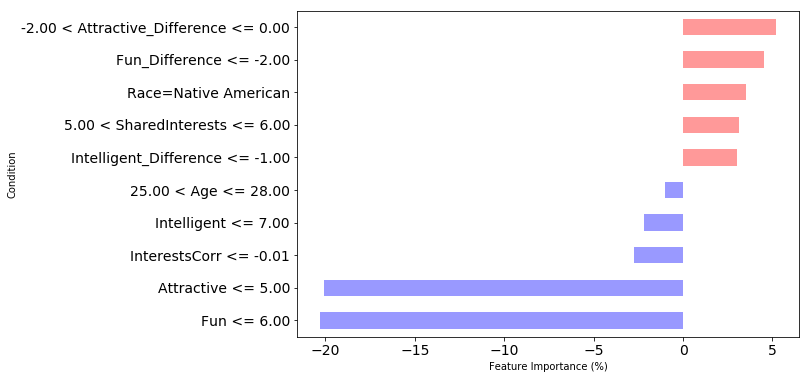 -2.00 < Attractive_Difference <= 0.00
Fun_Difference <= -2.00
Race=Native American
5.00 < SharedInterests <= 6.00
Intelligent_Difference <= -1.00
25.00 < Age <= 28.00
Intelligent <= 7.00
InterestsCorr <= -0.01
Attractive <= 5.00
Fun <= 6.00
Condition
−20 −15 −10 −5 0 5
Feature Importance (%)